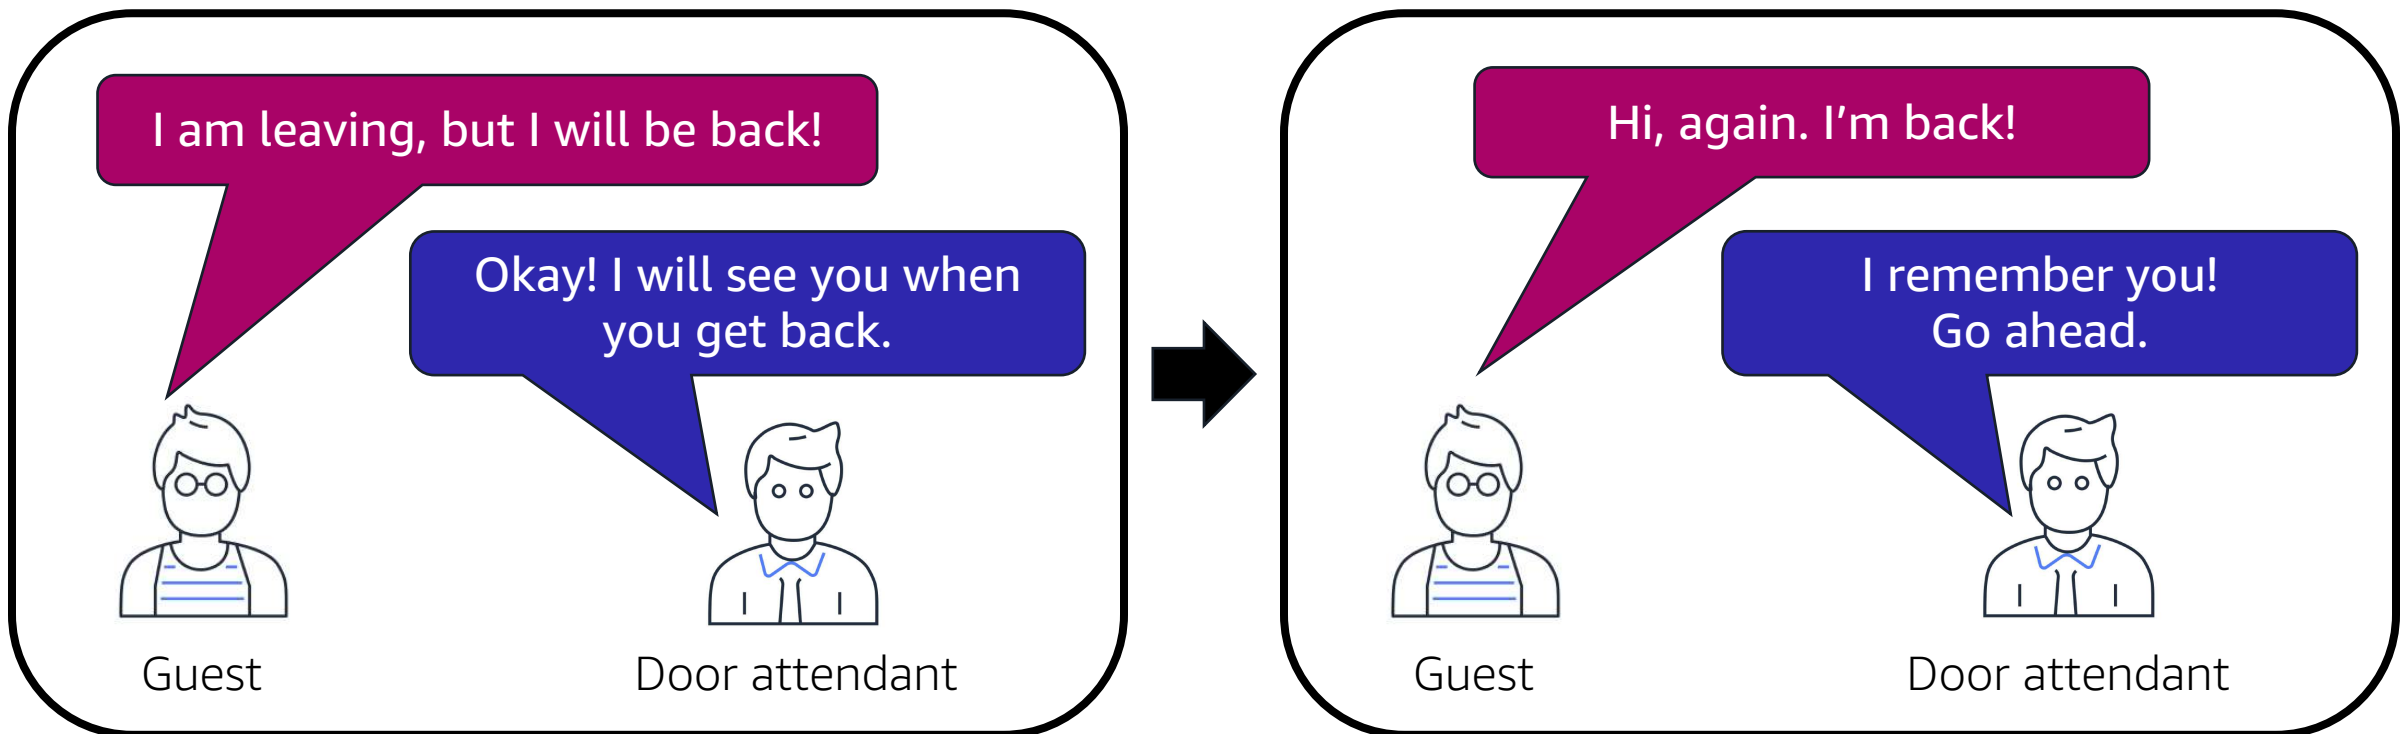 I am leaving, but I will be back!
Okay! I will see you when
you get back.
Guest
Door attendant
Hi, again. I’m back!
I remember you!
Go ahead.
Guest
Door attendant